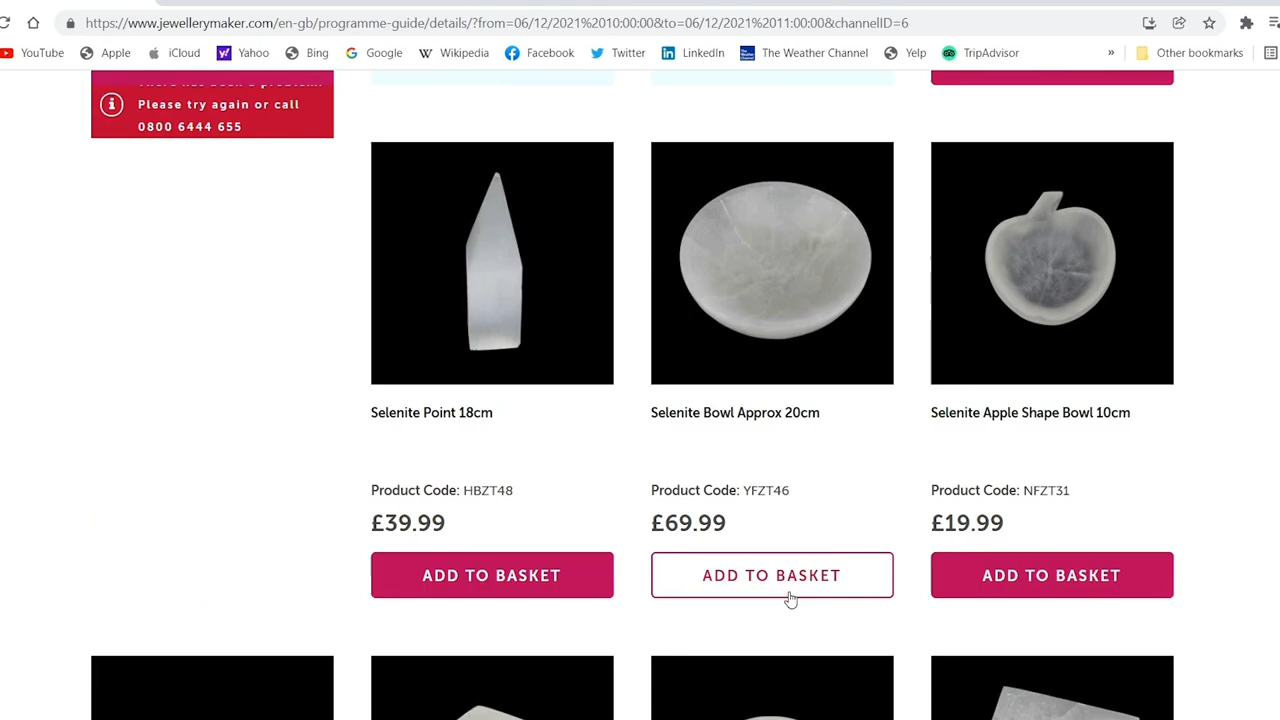 https://www.jewellerymaker.com/en-gb/programme-guide/details/?from=06/12/2021%2010:00:00&to=06/12/2021%2011:00:00&channelID=6
YouTube Apple iCloud Yahoo Bing Google Wikipedia Facebook Twitter LinkedIn The Weather Channel Yelp TripAdvisor » Other bookmarks
There has been a problem.
Please try again or call
0800 6444 655
Selenite Point 18cm
Product Code: HBZT48
£39.99
ADD TO BASKET
Selenite Bowl Approx 20cm
Product Code: YFZT46
£69.99
ADD TO BASKET
Selenite Apple Shape Bowl 10cm
Product Code: NFZT31
£19.99
ADD TO BASKET